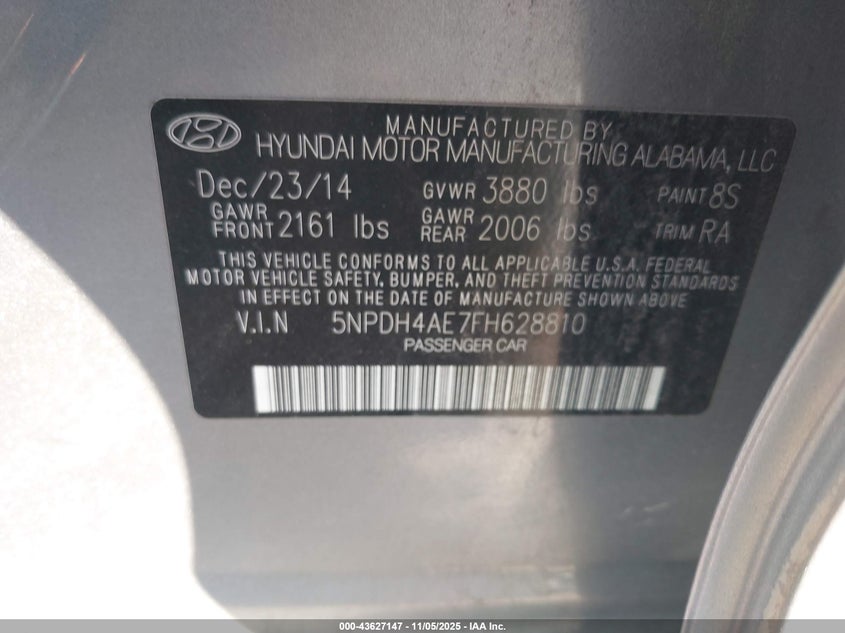 MANUFACTURED BY
HYUNDAI MOTOR MANUFACTURING ALABAMA, LLC
Dec/23/14 GVWR 3880 lbs PAINT 8S
GAWR FRONT 2161 lbs GAWR REAR 2006 lbs TRIM RA
THIS VEHICLE CONFORMS TO ALL APPLICABLE U.S.A. FEDERAL
MOTOR VEHICLE SAFETY, BUMPER, AND THEFT PREVENTION STANDARDS
IN EFFECT ON THE DATE OF MANUFACTURE SHOWN ABOVE
V.I.N 5NPDH4AE7FH628810
PASSENGER CAR
000-43627147 - 11/05/2025 - IAA Inc.